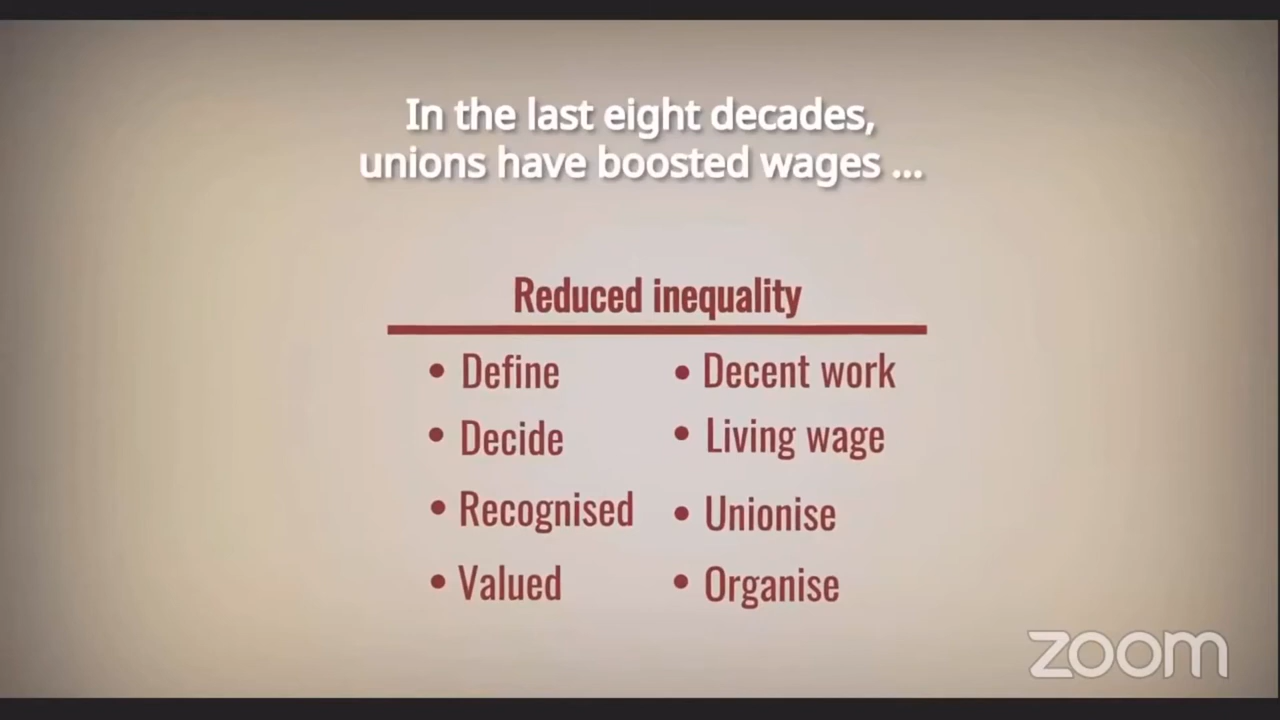 In the last eight decades,
unions have boosted wages ...
Reduced inequality
• Define
• Decide
• Recognised
• Valued
• Decent work
• Living wage
• Unionise
• Organise
zoom